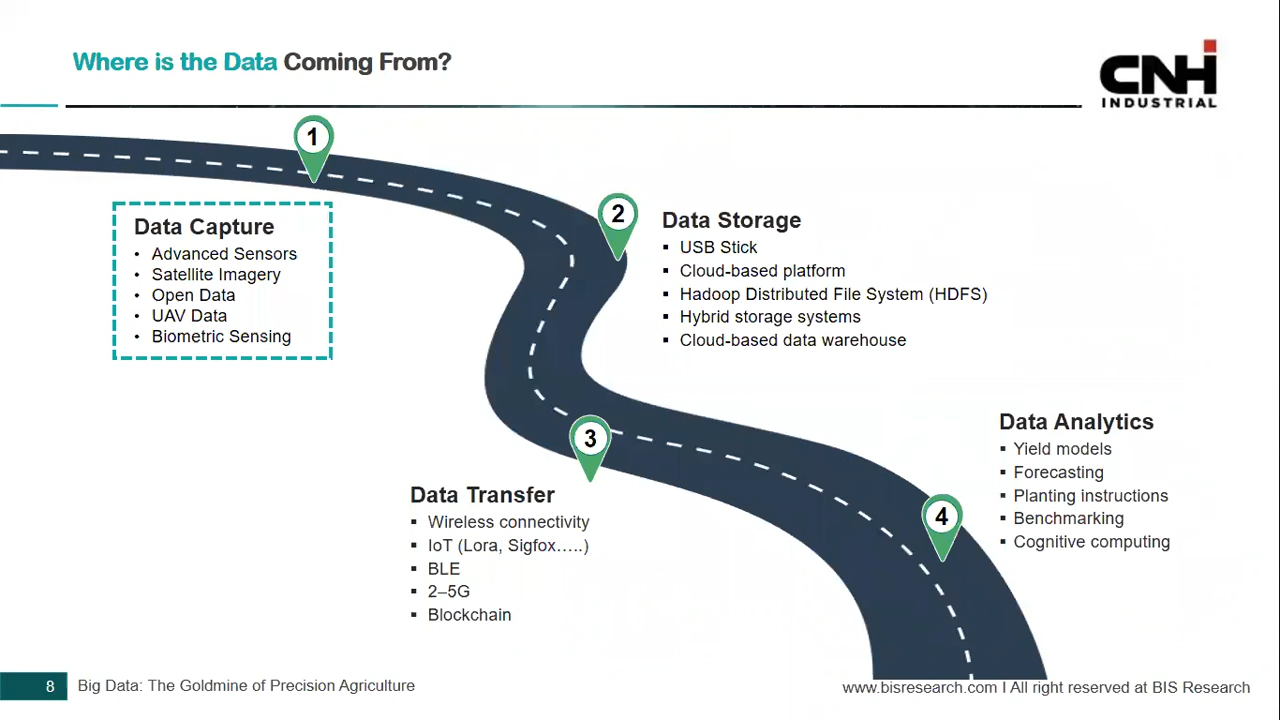 Where is the Data Coming From?
CNH
INDUSTRIAL
1
Data Capture
• Advanced Sensors
• Satellite Imagery
• Open Data
• UAV Data
• Biometric Sensing
2
Data Storage
▪ USB Stick
▪ Cloud-based platform
▪ Hadoop Distributed File System (HDFS)
▪ Hybrid storage systems
▪ Cloud-based data warehouse
3
Data Transfer
▪ Wireless connectivity
▪ IoT (Lora, Sigfox…..)
▪ BLE
▪ 2–5G
▪ Blockchain
4
Data Analytics
▪ Yield models
▪ Forecasting
▪ Planting instructions
▪ Benchmarking
▪ Cognitive computing
8
Big Data: The Goldmine of Precision Agriculture
www.bisresearch.com I All right reserved at BIS Research